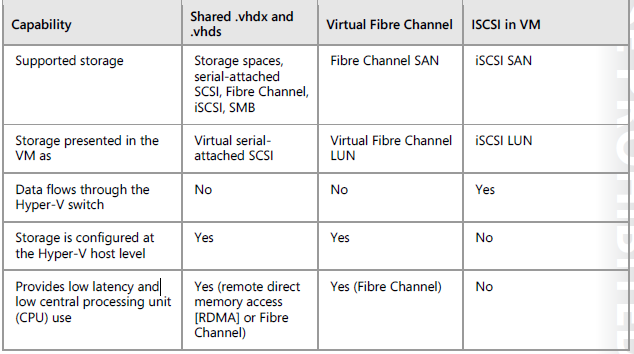 Capability
Shared .vhdx and
.vhds
Virtual Fibre Channel
ISCSI in VM
Supported storage
Storage spaces,
serial-attached
SCSI, Fibre Channel,
iSCSI, SMB
Fibre Channel SAN
iSCSI SAN
Storage presented in the
VM as
Virtual serial-
attached SCSI
Virtual Fibre Channel
LUN
iSCSI LUN
Data flows through the
Hyper-V switch
No
No
Yes
Storage is configured at
the Hyper-V host level
Yes
Yes
No
Provides low latency and
low central processing unit
(CPU) use
Yes (remote direct
memory access
[RDMA] or Fibre
Channel)
Yes (Fibre Channel)
No